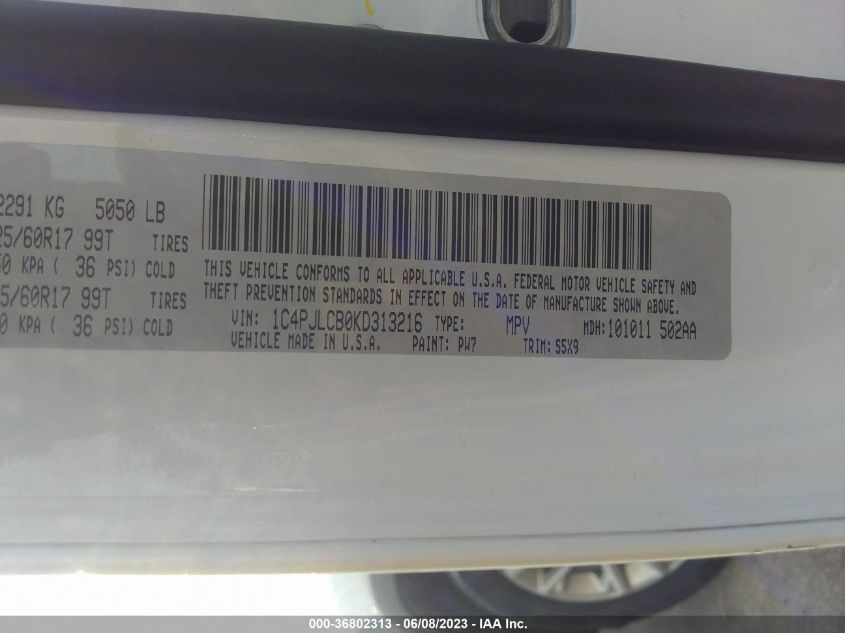 2291 KG 5050 LB
25/60R17 99T TIRES
50 KPA ( 36 PSI) COLD
5/60R17 99T TIRES
0 KPA ( 36 PSI) COLD
THIS VEHICLE CONFORMS TO ALL APPLICABLE U.S.A. FEDERAL MOTOR VEHICLE SAFETY AND
THEFT PREVENTION STANDARDS IN EFFECT ON THE DATE OF MANUFACTURE SHOWN ABOVE.
VIN: 1C4PJLCB0KD313216 TYPE: MPV MDH: 101011 502AA
VEHICLE MADE IN U.S.A. PAINT: PW7 TRIM: S5X9
000-36802313 - 06/08/2023 - ©IAA, Inc.